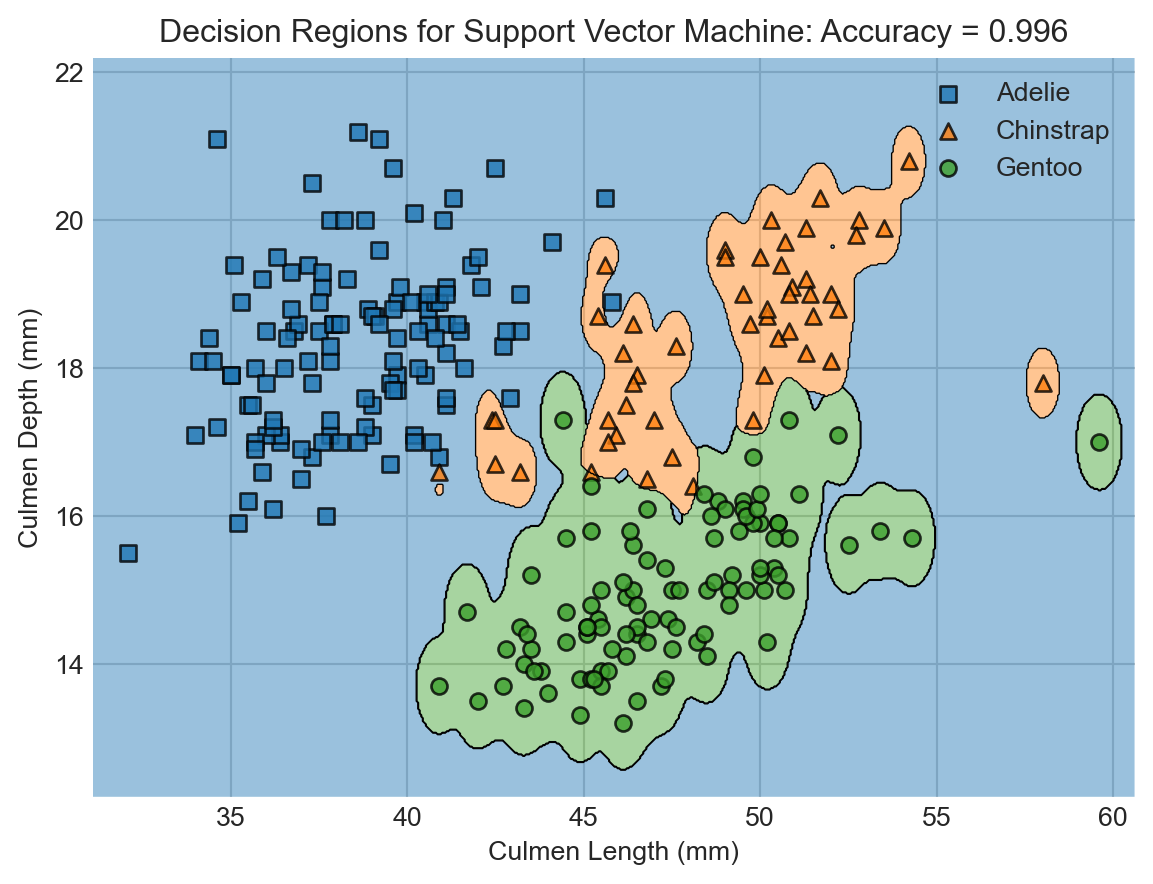 Decision Regions for Support Vector Machine: Accuracy = 0.996
22
20
18
16
14
Culmen Depth (mm)
Adelie
Chinstrap
Gentoo
35 40 45 50 55 60
Culmen Length (mm)